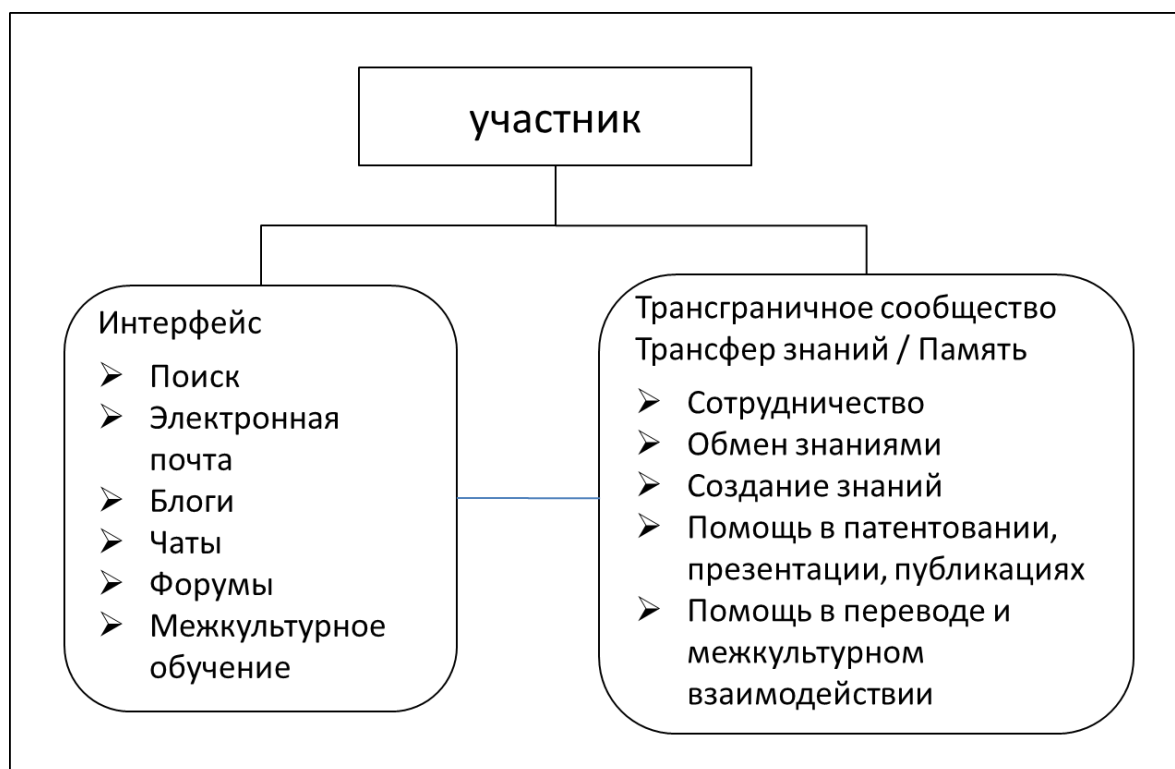 участник
Интерфейс
➢ Поиск
➢ Электронная
почта
➢ Блоги
➢ Чаты
➢ Форумы
➢ Межкультурное
обучение
Трансграничное сообщество
Трансфер знаний / Память
➢ Сотрудничество
➢ Обмен знаниями
➢ Создание знаний
➢ Помощь в патентовании,
презентации, публикациях
➢ Помощь в переводе и
межкультурном
взаимодействии